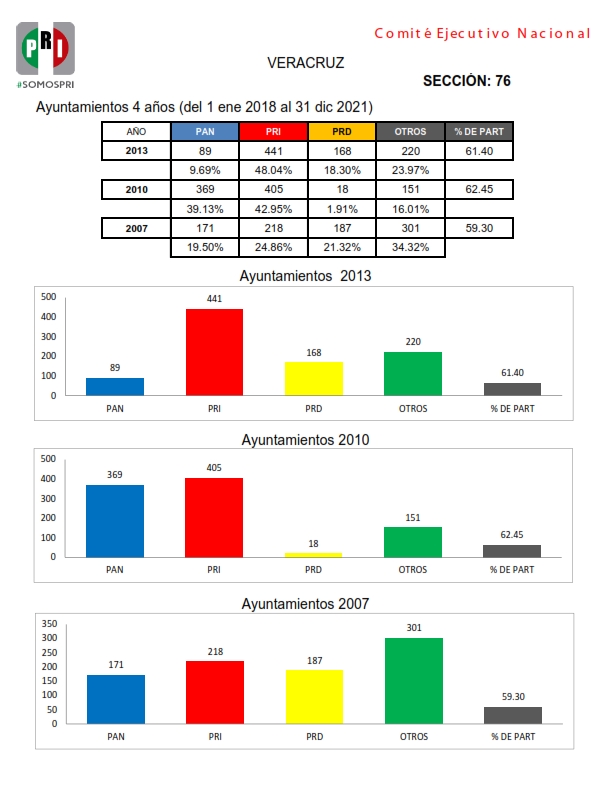 Comité Ejecutivo Nacional
PRI
#SOMOSPRI
VERACRUZ
SECCIÓN: 76
Ayuntamientos 4 años (del 1 ene 2018 al 31 dic 2021)
AÑO PAN PRI PRD OTROS % DE PART
2013 89 441 168 220 61.40
9.69% 48.04% 18.30% 23.97%
2010 369 405 18 151 62.45
39.13% 42.95% 1.91% 16.01%
2007 171 218 187 301 59.30
19.50% 24.86% 21.32% 34.32%
Ayuntamientos 2013
500
400
300
200
100
0
89 441 168 220 61.40
PAN PRI PRD OTROS % DE PART
Ayuntamientos 2010
500
400
300
200
100
0
369 405 18 151 62.45
PAN PRI PRD OTROS % DE PART
Ayuntamientos 2007
350
300
250
200
150
100
50
0
171 218 187 301 59.30
PAN PRI PRD OTROS % DE PART